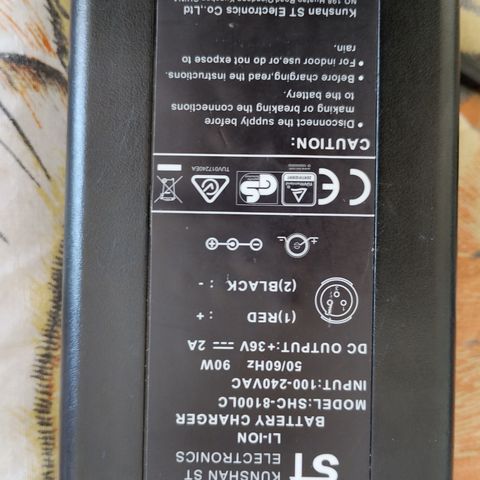 ST
KUNSHAN ST
ELECTRONICS
LI-ION
BATTERY CHARGER
MODEL:SHC-8100LC
INPUT:100-240VAC
50/60Hz 90W
DC OUTPUT:+36V ⎓ 2A
(1)RED : +
(2)BLACK : -
CE
GS
TUV017240EA
CAUTION:
• Disconnect the supply before
making or breaking the connections
to the battery.
• Before charging,read the instructions.
• For indoor use,or do not expose to
rain.
Kunshan ST Electronics Co.,Ltd